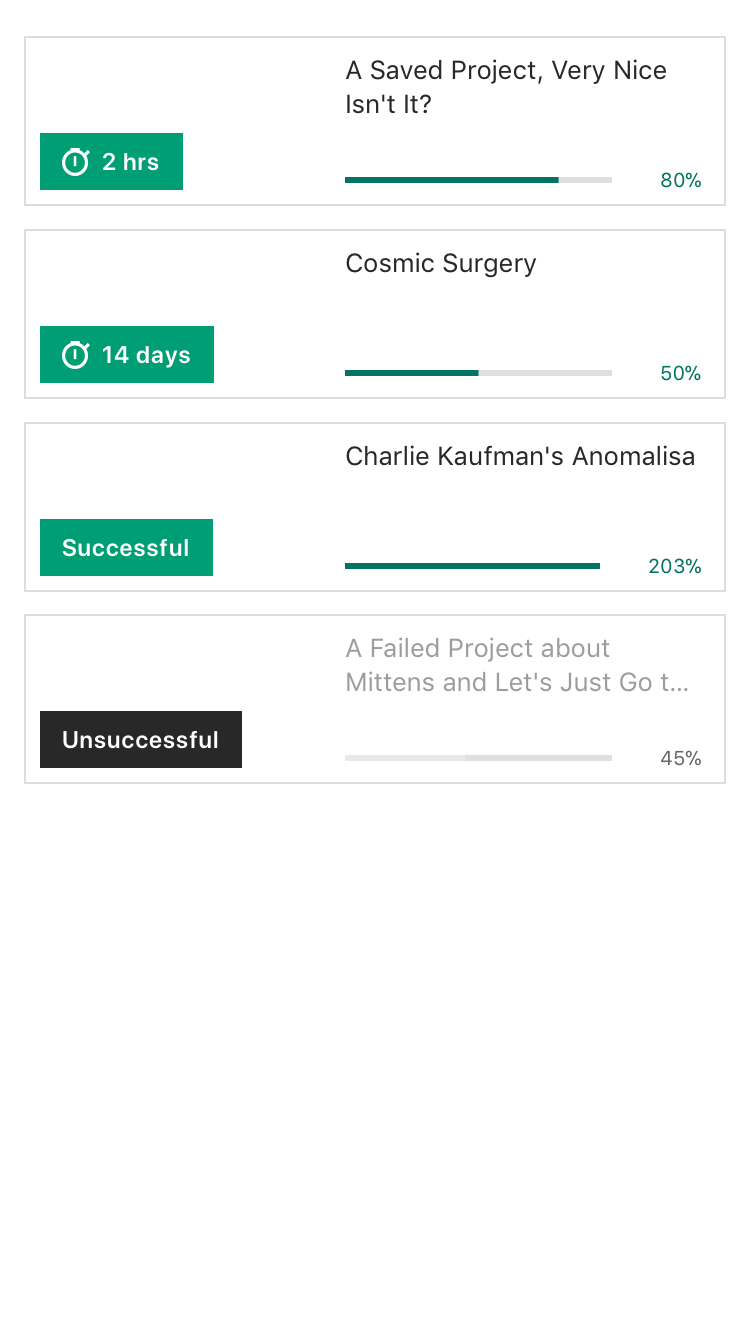 A Saved Project, Very Nice
Isn't It?
2 hrs
80%
Cosmic Surgery
14 days
50%
Charlie Kaufman's Anomalisa
Successful
203%
A Failed Project about
Mittens and Let's Just Go t...
Unsuccessful
45%